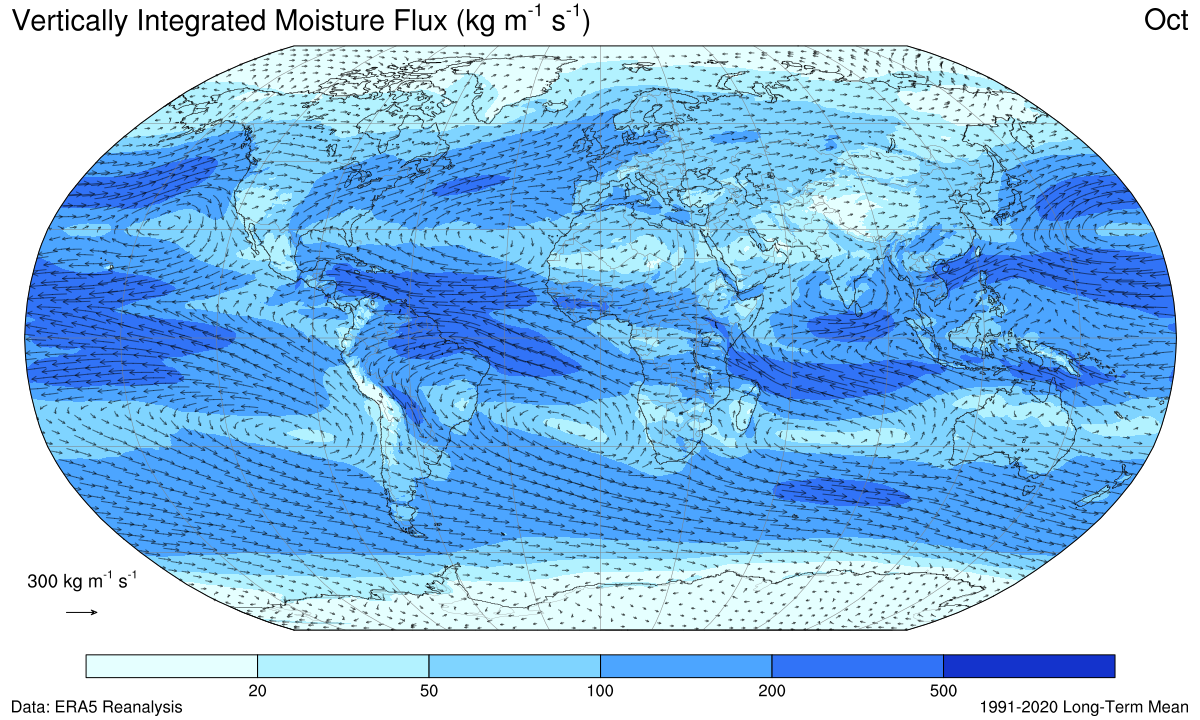 Vertically Integrated Moisture Flux (kg m⁻¹ s⁻¹)
Oct
300 kg m⁻¹ s⁻¹
20 50 100 200 500
Data: ERA5 Reanalysis
1991-2020 Long-Term Mean